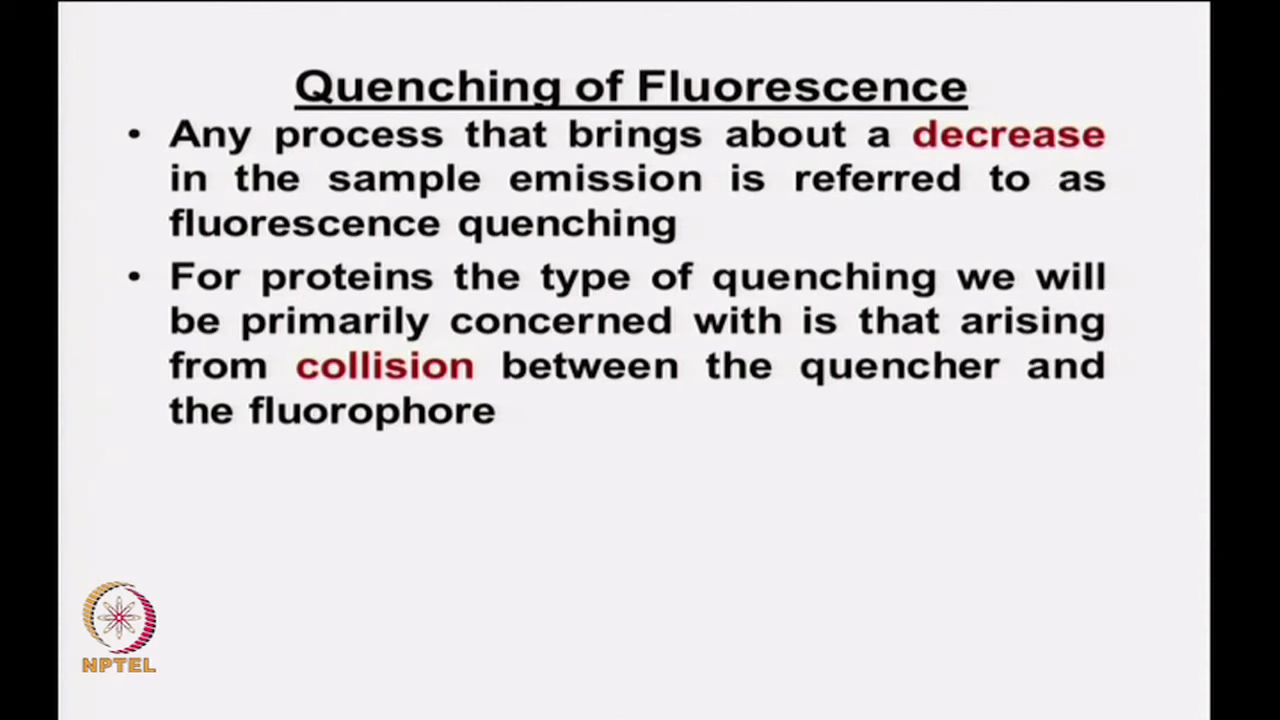 Quenching of Fluorescence
• Any process that brings about a decrease
in the sample emission is referred to as
fluorescence quenching
• For proteins the type of quenching we will
be primarily concerned with is that arising
from collision between the quencher and
the fluorophore
NPTEL